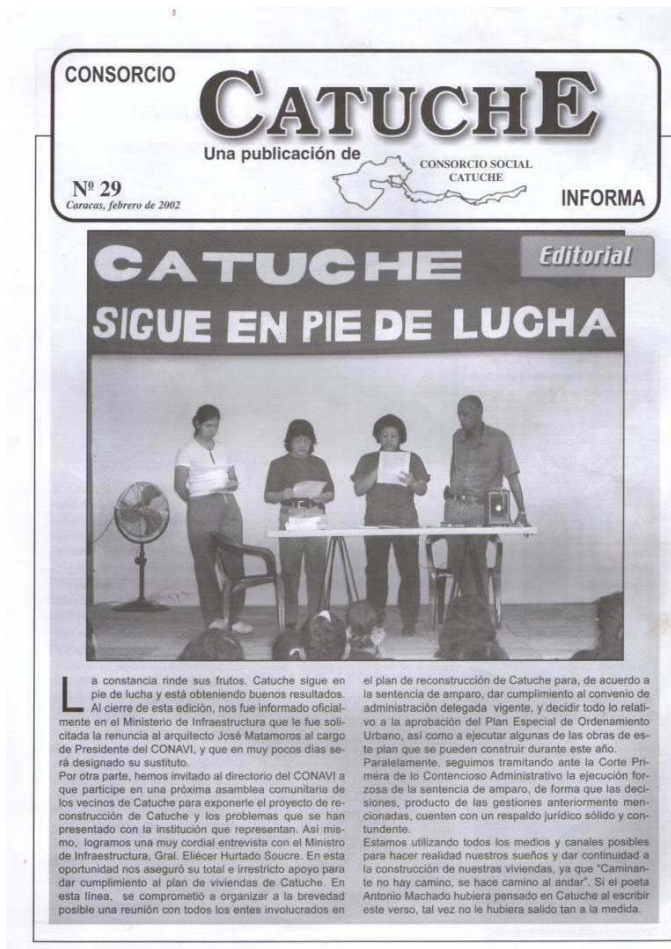 CONSORCIO
CATUCHE
Una publicación de
CONSORCIO SOCIAL
CATUCHE
Nº 29
Caracas, febrero de 2002
INFORMA
Editorial
CATUCHE
SIGUE EN PIE DE LUCHA
La constancia rinde sus frutos. Catuche sigue en
pie de lucha y está obteniendo buenos resultados.
Al cierre de esta edición, nos fue informado oficial-
mente en el Ministerio de Infraestructura que le fue soli-
citada la renuncia al arquitecto José Matamoros al cargo
de Presidente del CONAVI, y que en muy pocos días se-
rá designado su sustituto.
Por otra parte, hemos invitado al director del CONAVI a
que participe en una próxima asamblea comunitaria de
los vecinos de Catuche para exponerle el proyecto de re-
construcción de Catuche y los problemas que se han
presentado con la institución que representan. Asi mis-
mo, logramos una muy cordial entrevista con el Ministro
de Infraestructura, Gral. Eliécer Hurtado Soucre. En esta
oportunidad nos aseguró su total e irrestricto apoyo para
dar cumplimiento al plan de viviendas de Catuche. En
esta línea, se comprometió a organizar a la brevedad
posible una reunión con todos los entes involucrados en
el plan de reconstrucción de Catuche para, de acuerdo a
la sentencia de amparo, dar cumplimiento al convenio de
administración delegada vigente, y decidir todo lo relati-
vo a la aprobación del Plan Especial de Ordenamiento
Urbano, así como a ejecutar algunas de las obras de es-
te plan que se pueden construir durante este año.
Paralelamente, seguimos tramitando ante la Corte Pri-
mera de lo Contencioso Administrativo la ejecución for-
zosa de la sentencia de amparo, de forma que las deci-
siones, producto de las gestiones anteriormente men-
cionadas, cuenten con un respaldo jurídico sólido y con-
tundente.
Estamos utilizando todos los medios y canales posibles
para hacer realidad nuestros sueños y dar continuidad a
la construcción de nuestras viviendas, ya que "Caminan-
te no hay camino, se hace camino al andar". Si el poeta
Antonio Machado hubiera pensado en Catuche al escribir
este verso, tal vez no le hubiera salido tan a la medida.